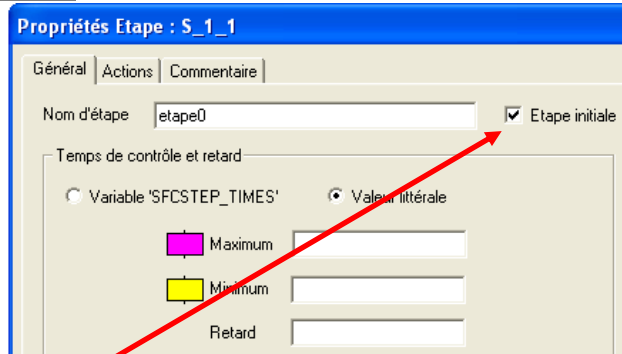 Propriétés Etape : S_1_1
Général Actions Commentaire
Nom d'étape etape0 Etape initiale
Temps de contrôle et retard
Variable 'SFCSTEP_TIMES' Valeur littérale
Maximum
Minimum
Retard